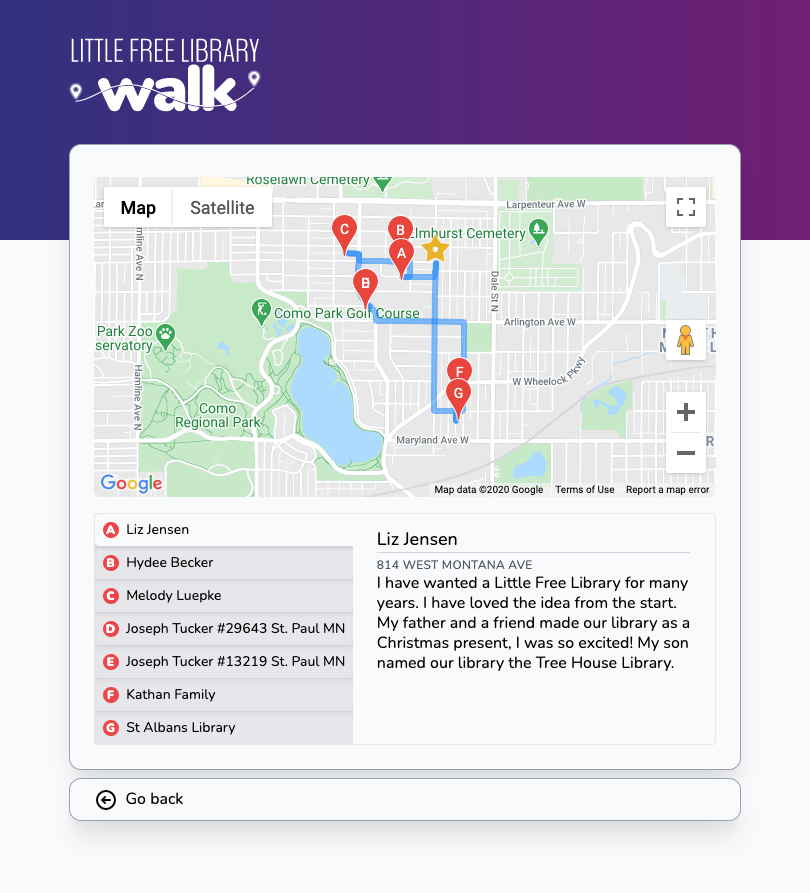 LITTLE FREE LIBRARY
walk
Roselawn Cemetery
Map
Satellite
Larpenteur Ave W
C
B
Elmhurst Cemetery
A
Hamline Ave N
Dale St N
Como Park Golf Course
Arlington Ave W
Park Zoo
servatory
F
W Wheelock Pkwy
G
Hamline Ave N
Como
Regional Park
Maryland Ave W
R
Google
Map data ©2020 Google
Terms of Use
Report a map error
A Liz Jensen
B Hydee Becker
C Melody Luepke
D Joseph Tucker #29643 St. Paul MN
E Joseph Tucker #13219 St. Paul MN
F Kathan Family
G St Albans Library
Liz Jensen
814 WEST MONTANA AVE
I have wanted a Little Free Library for many
years. I have loved the idea from the start.
My father and a friend made our library as a
Christmas present, I was so excited! My son
named our library the Tree House Library.
Go back